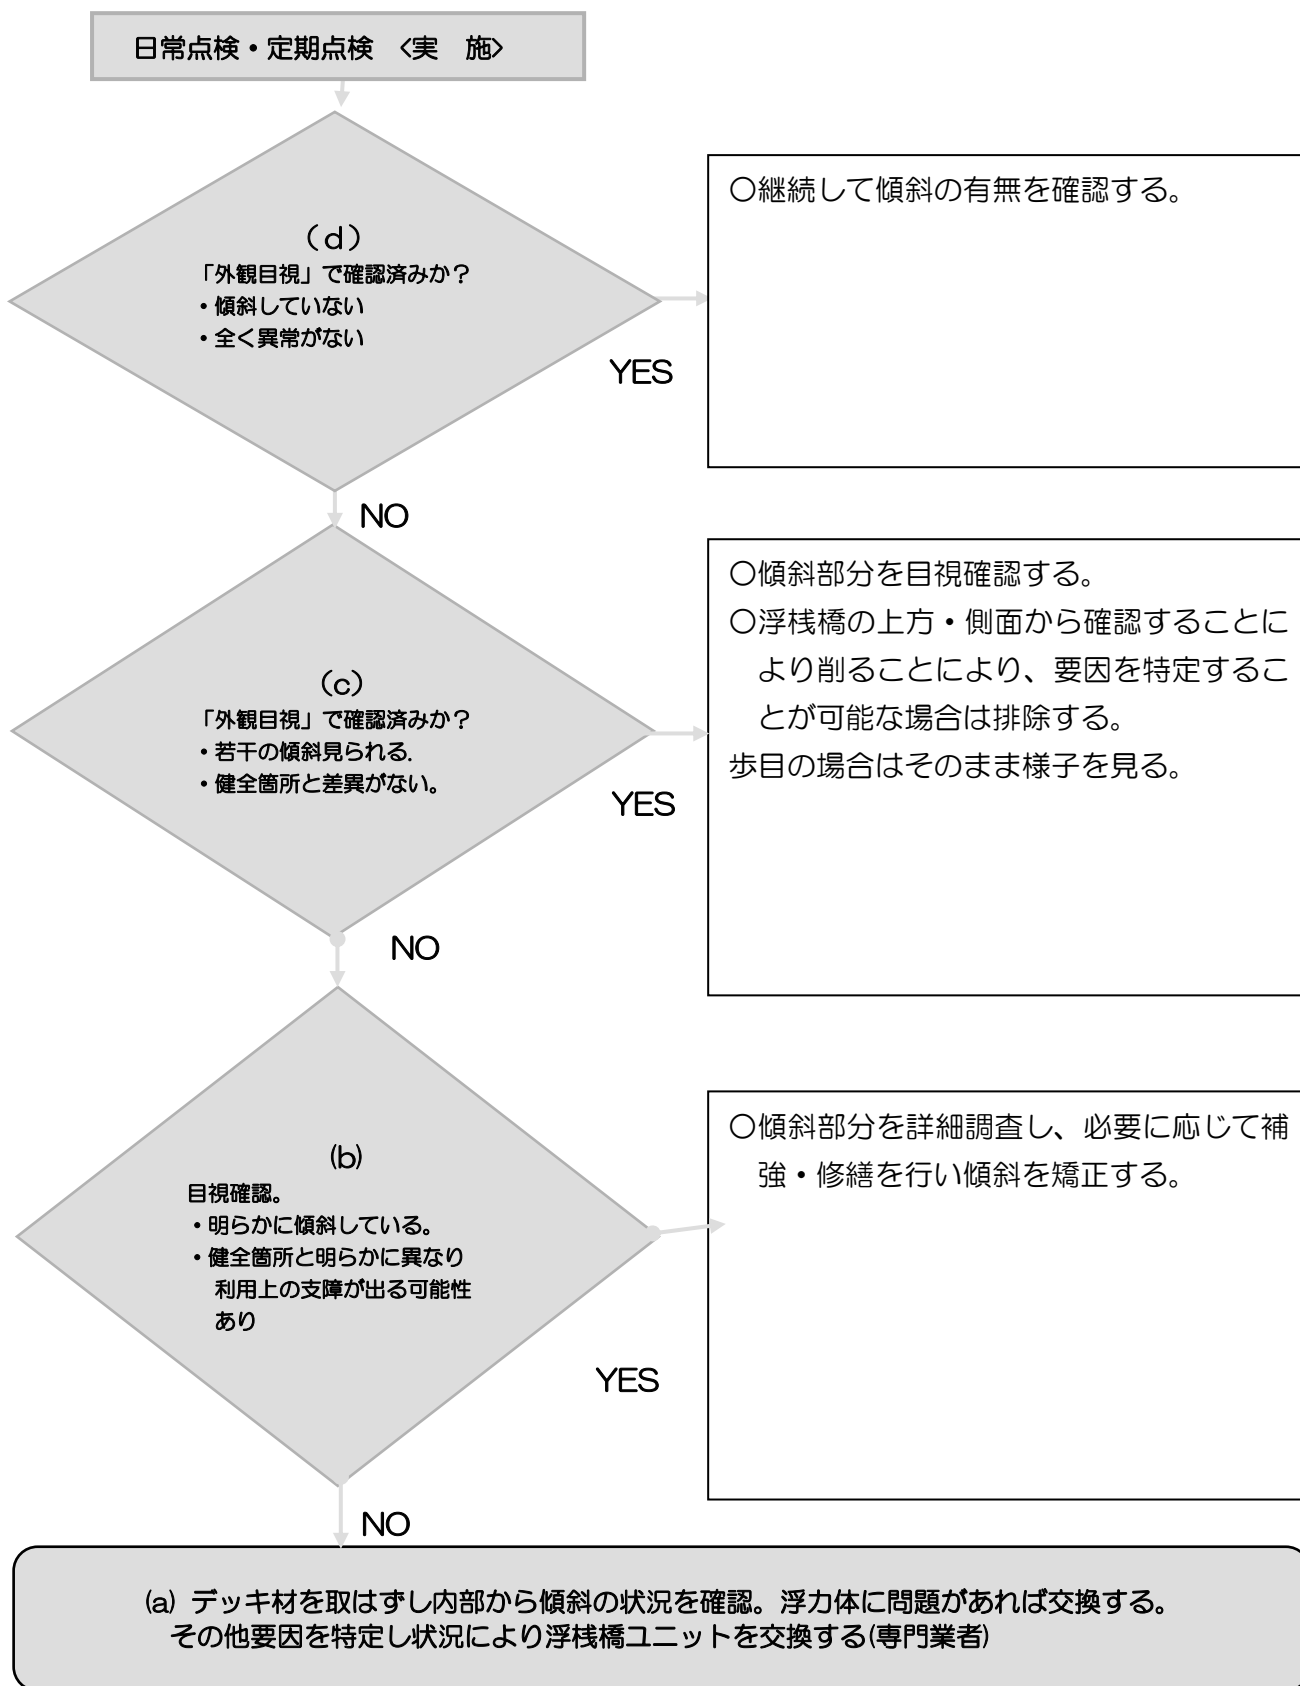 日常点検・定期点検　<実　施>
（d）
「外観目視」で確認済みか？
・傾斜していない
・全く異常がない
YES
〇継続して傾斜の有無を確認する。
NO
（c）
「外観目視」で確認済みか？
・若干の傾斜見られる.
・健全箇所と差異がない。
YES
〇傾斜部分を目視確認する。
〇浮桟橋の上方・側面から確認することに
より削ることにより、要因を特定するこ
とが可能な場合は排除する。
歩目の場合はそのまま様子を見る。
NO
(b)
目視確認。
・明らかに傾斜している。
・健全箇所と明らかに異なり
利用上の支障が出る可能性
あり
YES
〇傾斜部分を詳細調査し、必要に応じて補
強・修繕を行い傾斜を矯正する。
NO
(a) デッキ材を取はずし内部から傾斜の状況を確認。浮力体に問題があれば交換する。
その他要因を特定し状況により浮桟橋ユニットを交換する(専門業者)